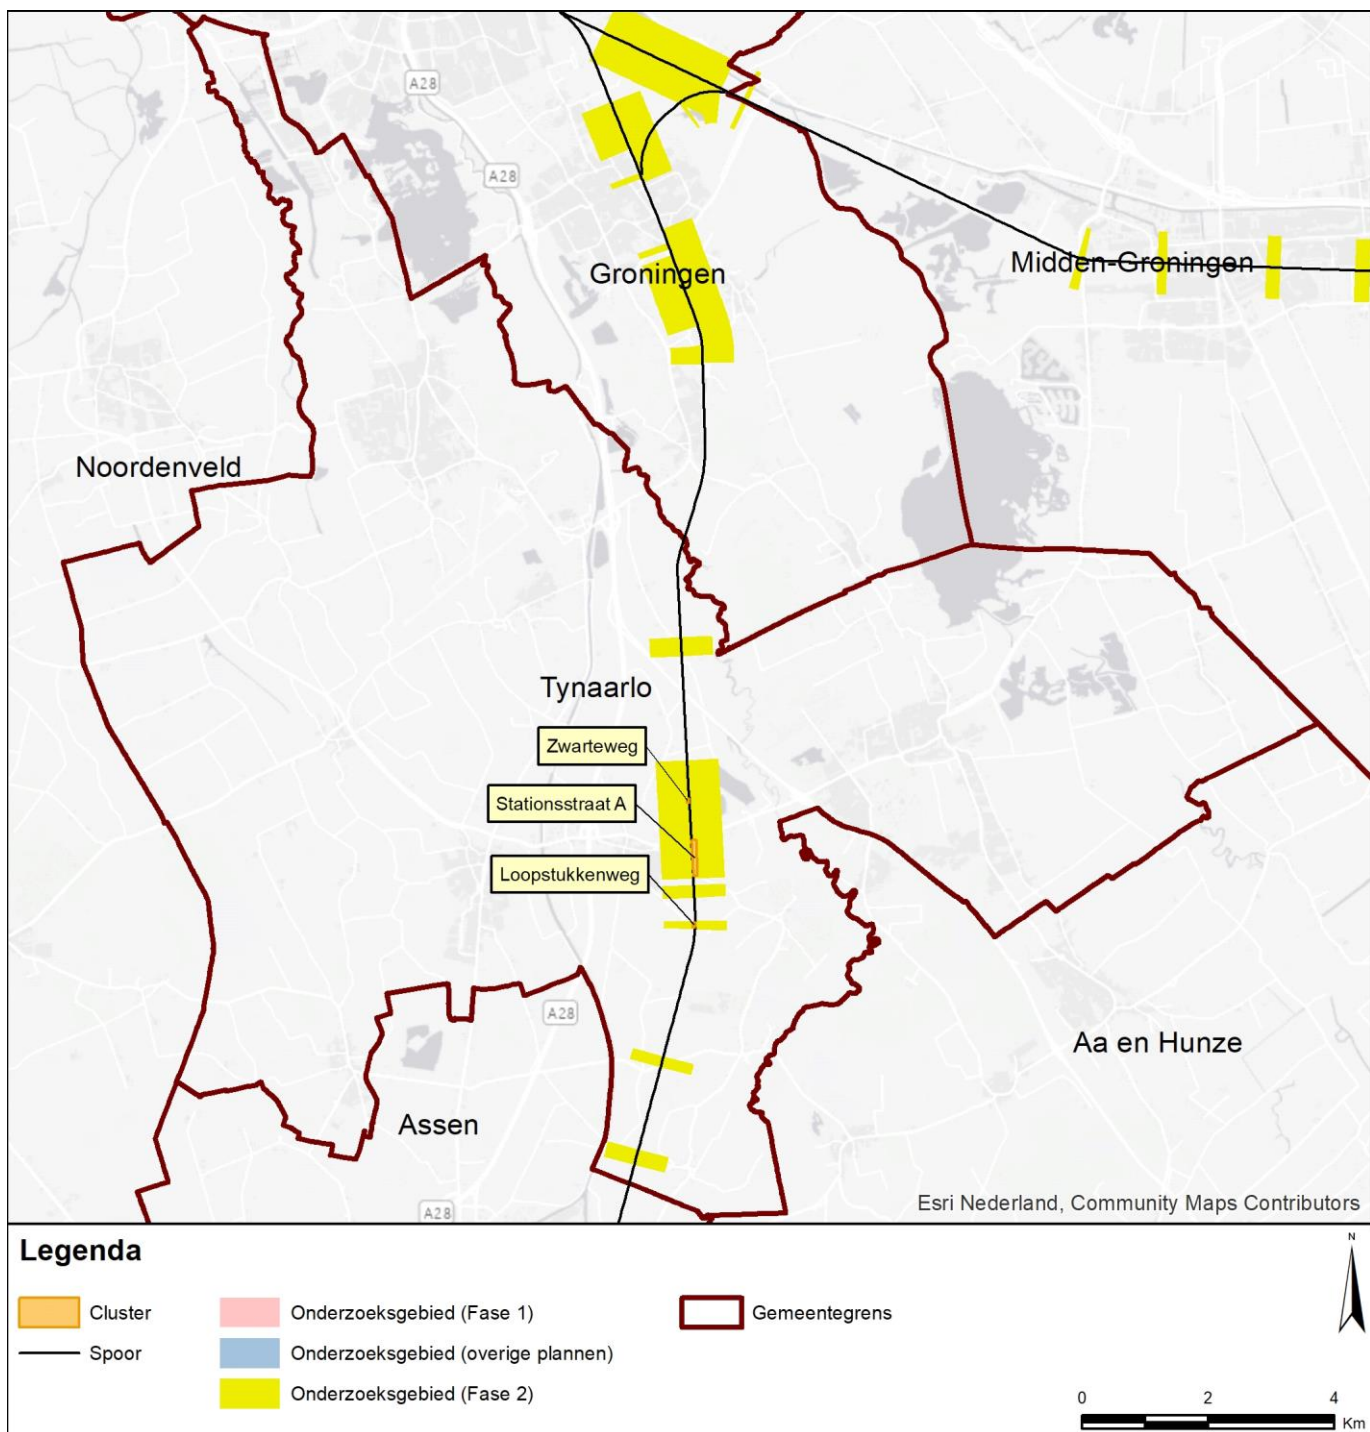 A28
A28
Groningen
Midden-Groningen
Noordenveld
Tynaarlo
Zwarteweg
Stationsstraat A
Loopstukkenweg
A28
Aa en Hunze
Assen
A28
Esri Nederland, Community Maps Contributors
Legenda
Cluster
Spoor
Onderzoeksgebied (Fase 1)
Onderzoeksgebied (overige plannen)
Onderzoeksgebied (Fase 2)
Gemeentegrens
N
0 2 4
Km